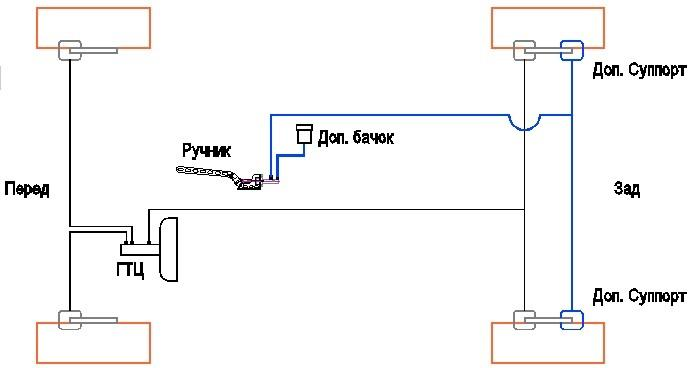 Доп. Суппорт
Доп. бачок
Ручник
Перед
Зад
ГТЦ
Доп. Суппорт